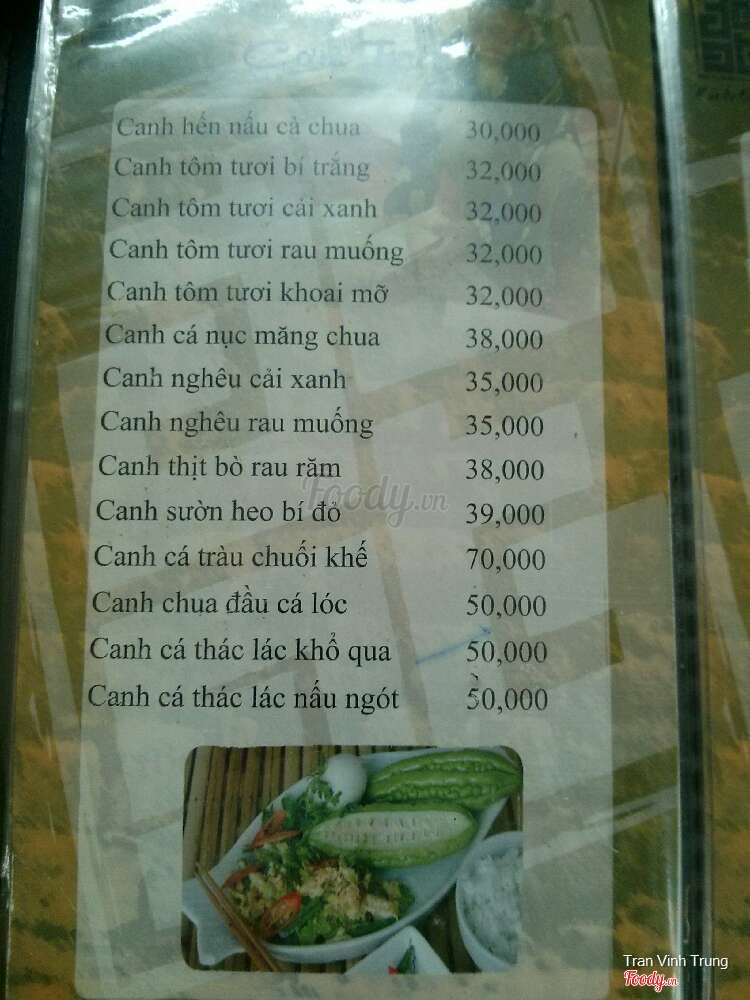 Canh hến nấu cà chua 30,000
Canh tôm tươi bí trắng 32,000
Canh tôm tươi cải xanh 32,000
Canh tôm tươi rau muống 32,000
Canh tôm tươi khoai mỡ 32,000
Canh cá nục măng chua 38,000
Canh nghêu cải xanh 35,000
Canh nghêu rau muống 35,000
Canh thịt bò rau răm 38,000
Canh sườn heo bí đỏ 39,000
Canh cá tràu chuối khế 70,000
Canh chua đầu cá lóc 50,000
Canh cá thác lác khổ qua 50,000
Canh cá thác lác nấu ngót 50,000
Foody.vn
Tran Vinh Trung
Foody.vn